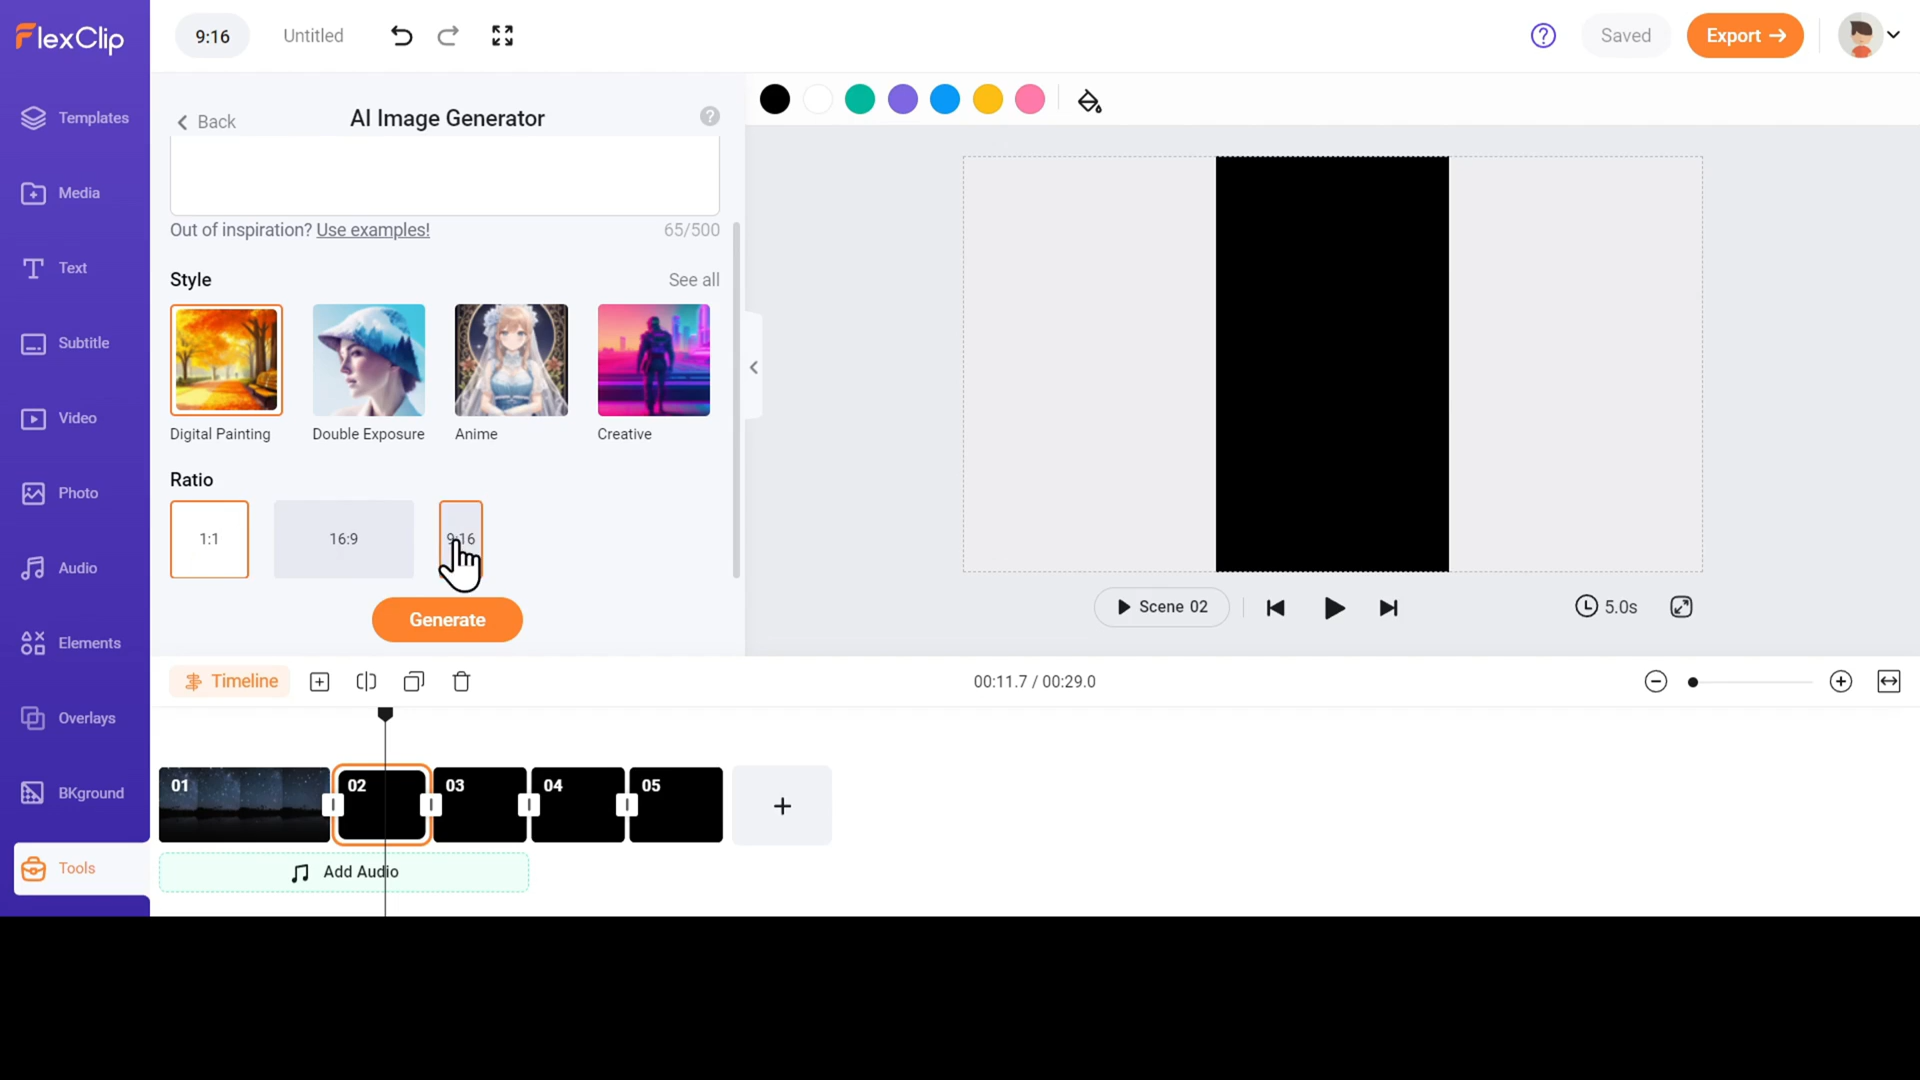 FlexClip
9:16
Untitled
Saved
Export
Templates
Media
Text
Subtitle
Video
Photo
Audio
Elements
Overlays
BKground
Tools
Back
AI Image Generator
?
Out of inspiration? Use examples!
65/500
Style
See all
Digital Painting
Double Exposure
Anime
Creative
Ratio
1:1
16:9
9:16
Generate
Scene 02
5.0s
Timeline
00:11.7 / 00:29.0
01
02
03
04
05
Add Audio